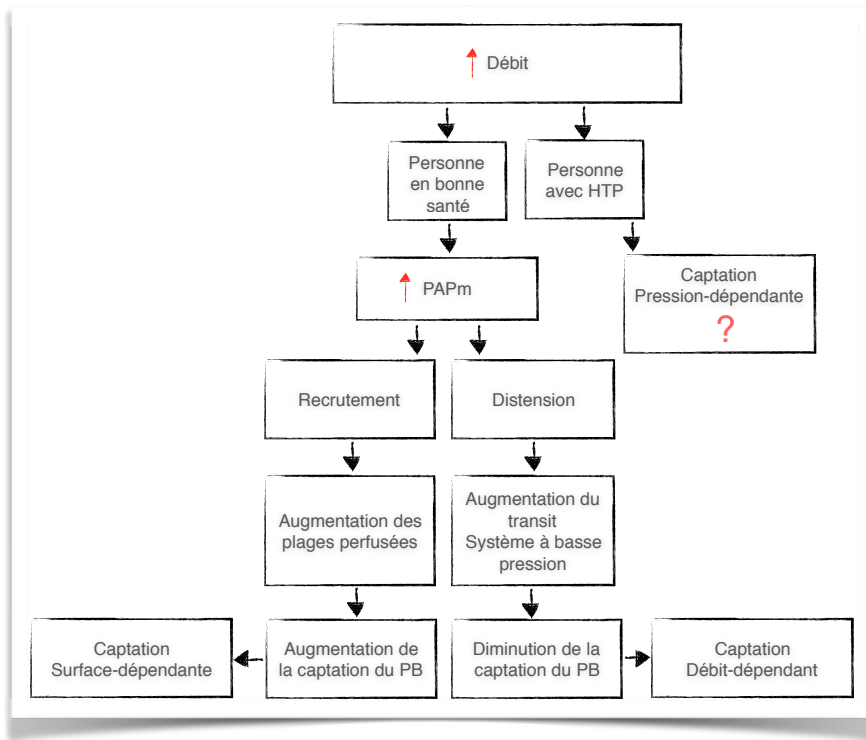 ↑ Débit
Personne
en bonne
santé
Personne
avec HTP
↑ PAPm
Captation
Pression-dépendante
?
Recrutement
Distension
Augmentation des
plages perfusées
Augmentation du
transit
Système à basse
pression
Captation
Surface-dépendante
Augmentation de
la captation du PB
Diminution de la
captation du PB
Captation
Débit-dépendant